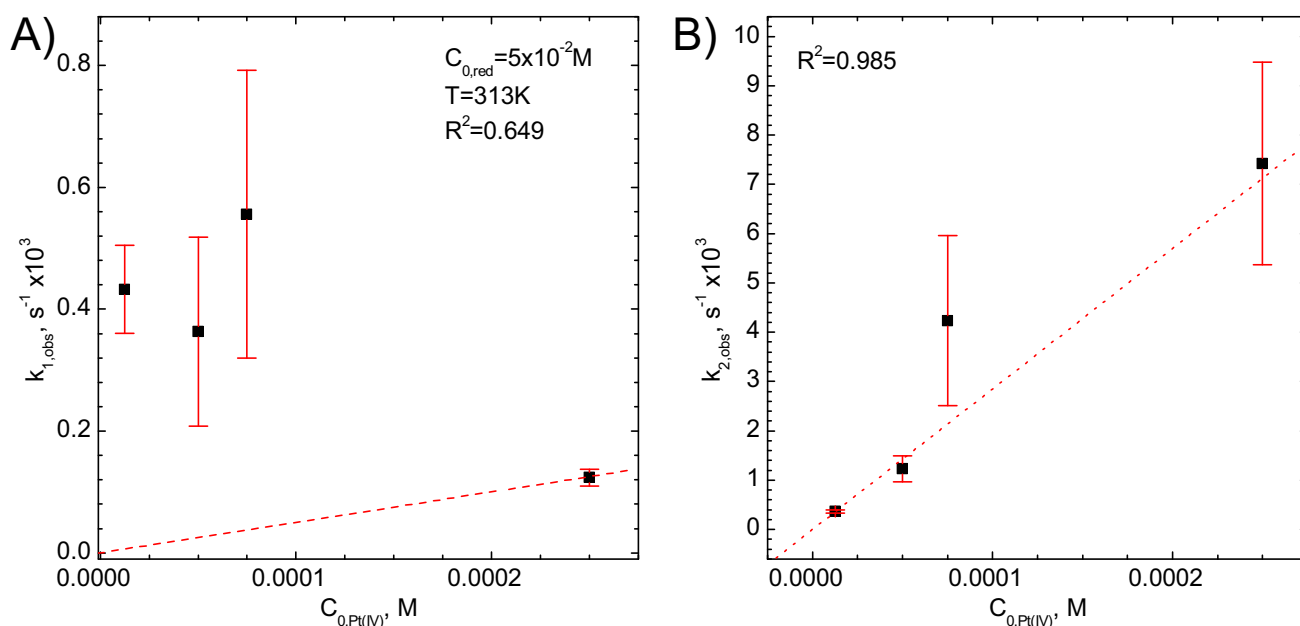 A)
C0,red=5x10-2M
T=313K
R2=0.649
0.8
0.6
0.4
0.2
0.0
k1,obs, s-1 x103
0.0000
0.0001
0.0002
C0,Pt(IV), M
B)
R2=0.985
10
9
8
7
6
5
4
3
2
1
0
k2,obs, s-1 x103
0.0000
0.0001
0.0002
C0,Pt(IV), M